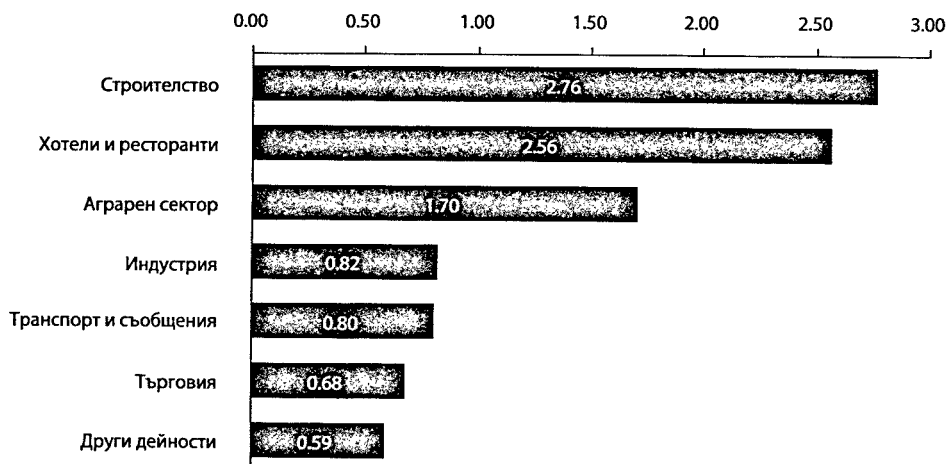 0.00 0.50 1.00 1.50 2.00 2.50 3.00
Строителство 2.76
Хотели и ресторанти 2.56
Аграрен сектор 1.70
Индустрия 0.82
Транспорт и съобщения 0.80
Търговия 0.68
Други дейности 0.59